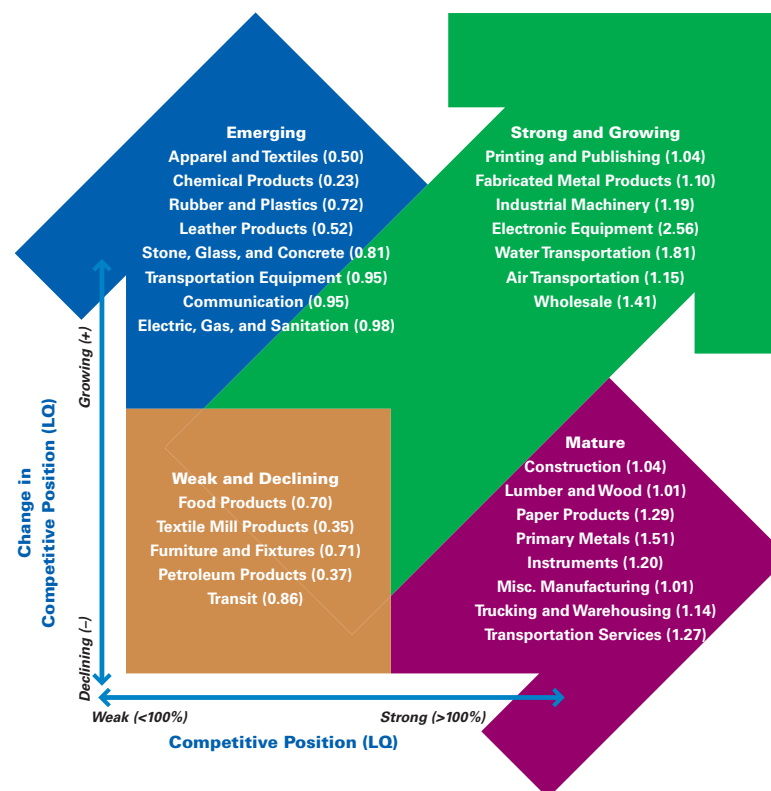 Emerging
Apparel and Textiles (0.50)
Chemical Products (0.23)
Rubber and Plastics (0.72)
Leather Products (0.52)
Stone, Glass, and Concrete (0.81)
Transportation Equipment (0.95)
Communication (0.95)
Electric, Gas, and Sanitation (0.98)
Strong and Growing
Printing and Publishing (1.04)
Fabricated Metal Products (1.10)
Industrial Machinery (1.19)
Electronic Equipment (2.56)
Water Transportation (1.81)
Air Transportation (1.15)
Wholesale (1.41)
Growing (+)
Change in
Competitive Position (LQ)
Declining (–)
Weak and Declining
Food Products (0.70)
Textile Mill Products (0.35)
Furniture and Fixtures (0.71)
Petroleum Products (0.37)
Transit (0.86)
Mature
Construction (1.04)
Lumber and Wood (1.01)
Paper Products (1.29)
Primary Metals (1.51)
Instruments (1.20)
Misc. Manufacturing (1.01)
Trucking and Warehousing (1.14)
Transportation Services (1.27)
Weak (<100%)
Strong (>100%)
Competitive Position (LQ)